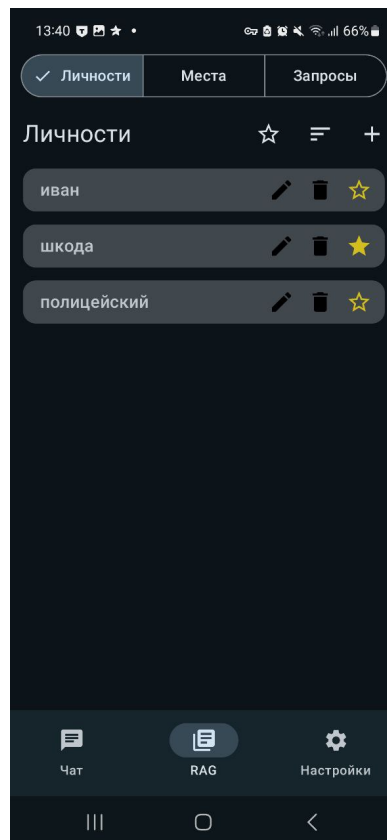 13:40 66%
Личности Места Запросы
Личности
иван
шкода
полицейский
Чат RAG Настройки